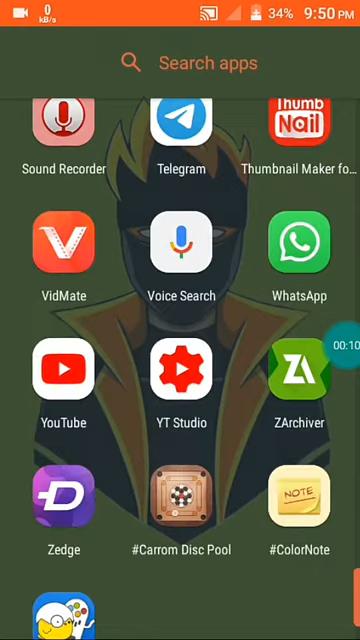 0
kB/s
34%
9:50 PM
Search apps
Thumb
Nail
Sound Recorder
Telegram
Thumbnail Maker fo...
VidMate
Voice Search
WhatsApp
00:10
YouTube
YT Studio
ZArchiver
NOTE
Zedge
#Carrom Disc Pool
#ColorNote